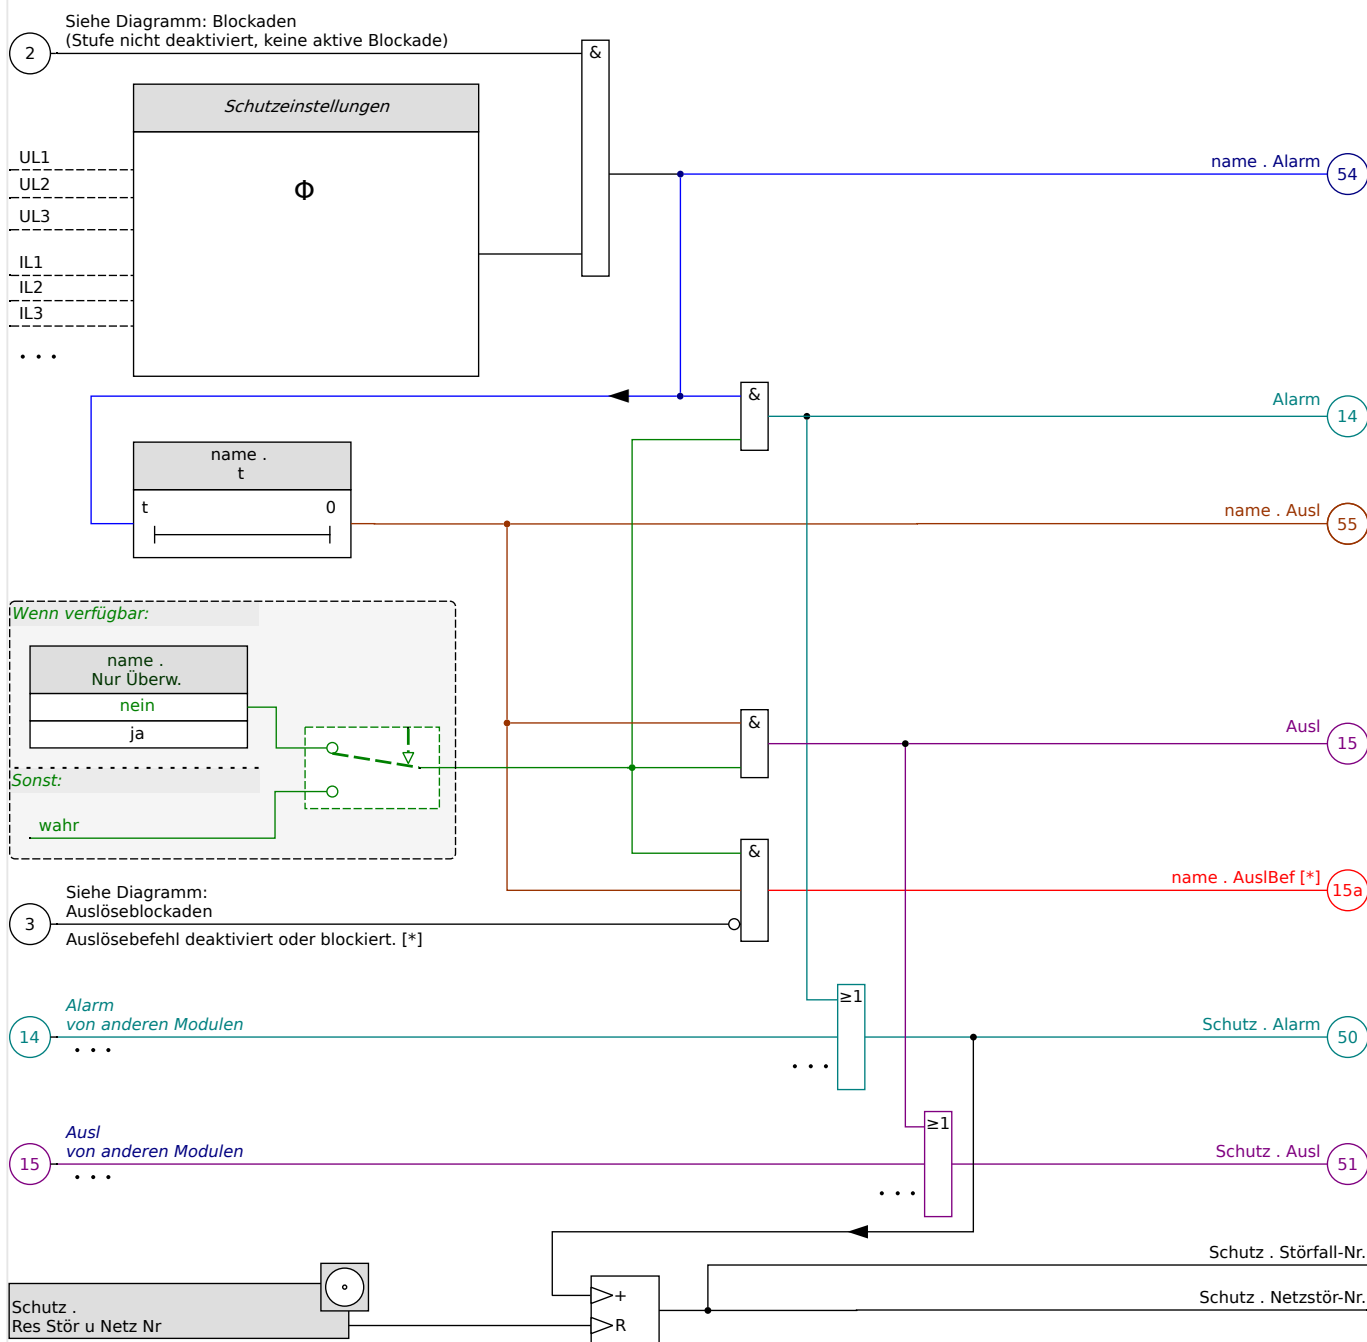 Siehe Diagramm: Blockaden
(Stufe nicht deaktiviert, keine aktive Blockade)
2
&
Schutzeinstellungen
Φ
UL1
UL2
UL3
IL1
IL2
IL3
. . .
name . Alarm
54
&
Alarm
14
name .
t
t 0
name . Ausl
55
Wenn verfügbar:
name .
Nur Überw.
nein
ja
Sonst:
wahr
&
Ausl
15
&
name . AuslBef [*]
15a
Siehe Diagramm:
Auslöseblockaden
3
Auslösebefehl deaktiviert oder blockiert. [*]
Alarm
von anderen Modulen
14
. . .
≥1
. . .
Schutz . Alarm
50
Ausl
von anderen Modulen
15
. . .
≥1
. . .
Schutz . Ausl
51
Schutz . Störfall-Nr.
Schutz . Netzstör-Nr.
Schutz .
Res Stör u Netz Nr
+
R